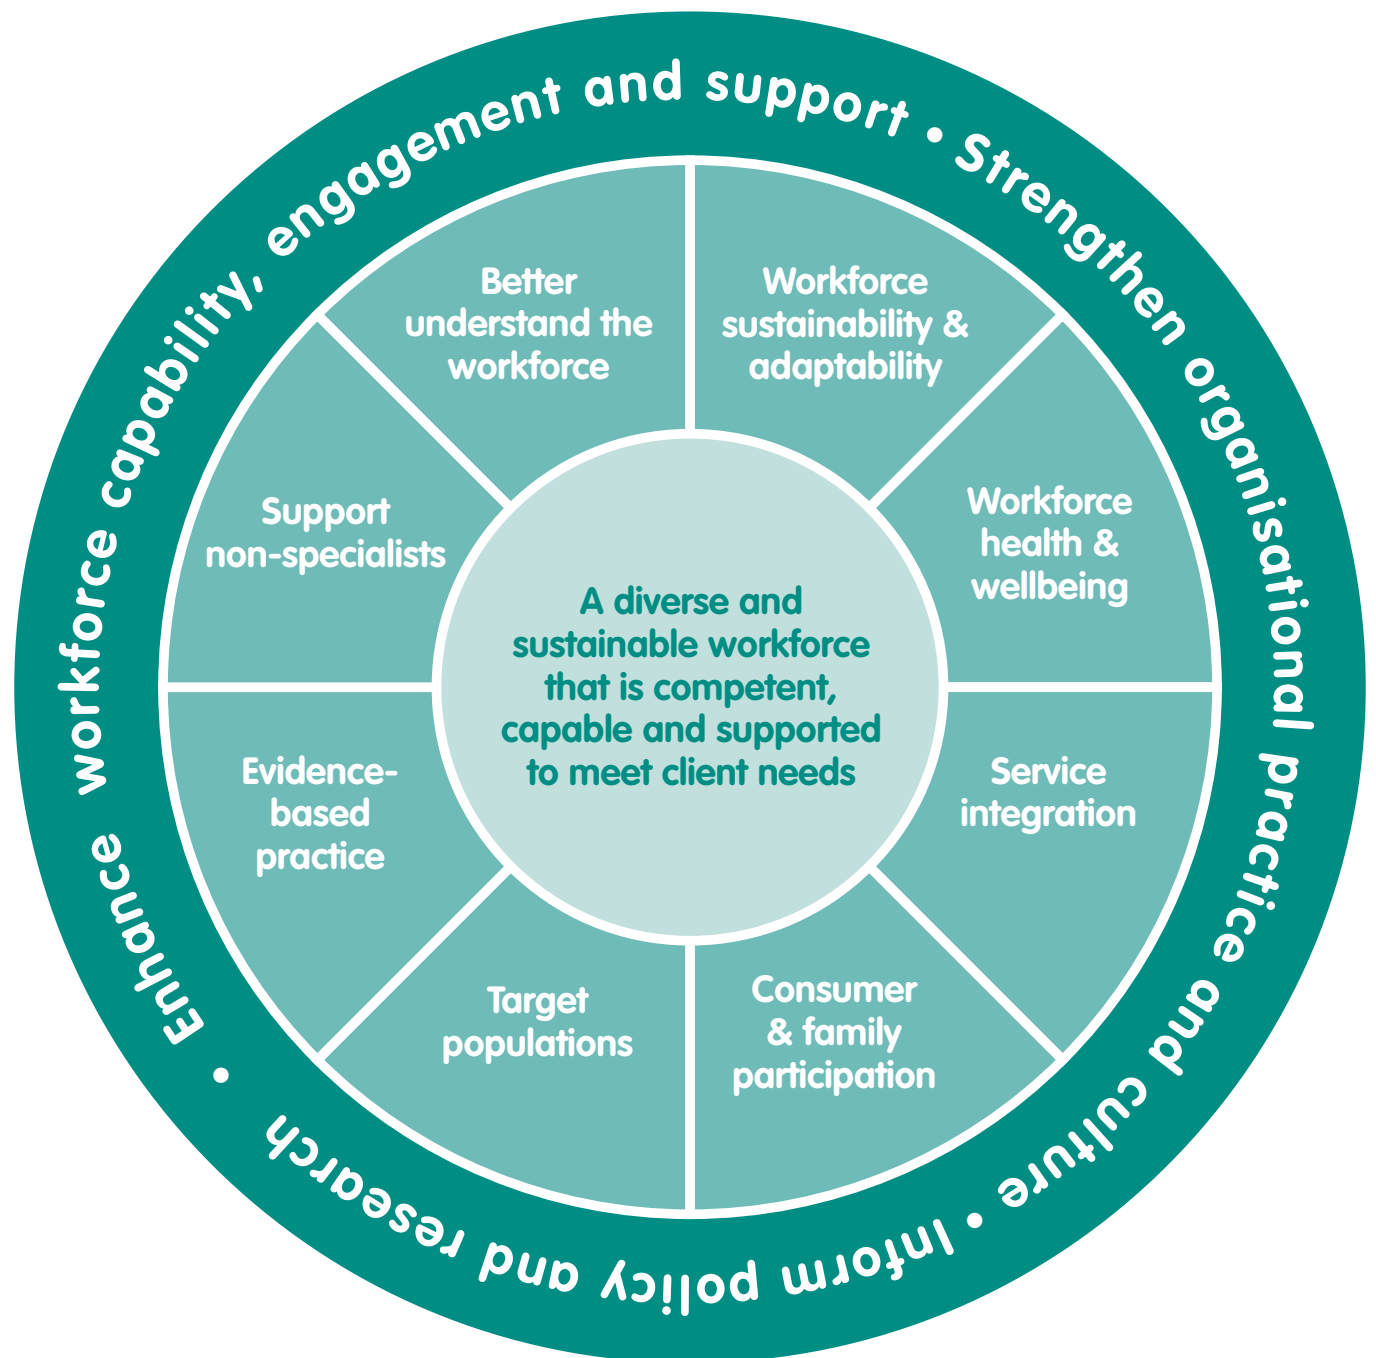 Enhance workforce capability, engagement and support • Strengthen organisational practice and culture • Inform policy and research •
Better
understand the
workforce
Workforce
sustainability &
adaptability
Workforce
health &
wellbeing
Service
integration
Consumer
& family
participation
Target
populations
Evidence-
based
practice
Support
non-specialists
A diverse and
sustainable workforce
that is competent,
capable and supported
to meet client needs